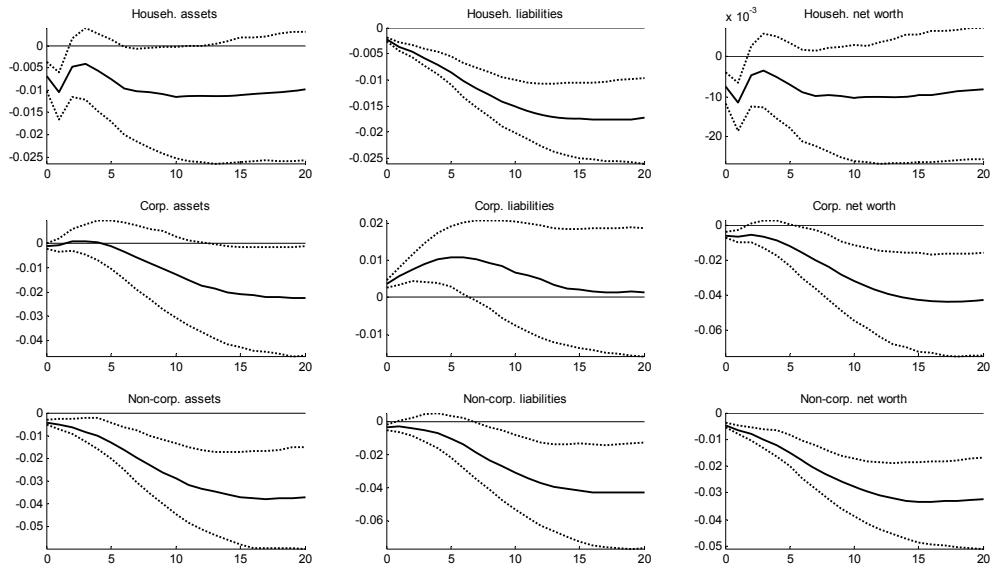 Househ. assets
0
-0.005
-0.01
-0.015
-0.02
-0.025
0 5 10 15 20
Househ. liabilities
0
-0.005
-0.01
-0.015
-0.02
-0.025
0 5 10 15 20
x 10⁻³ Househ. net worth
0
-10
-20
0 5 10 15 20
Corp. assets
0
-0.01
-0.02
-0.03
-0.04
0 5 10 15 20
Corp. liabilities
0.02
0.01
0
-0.01
0 5 10 15 20
Corp. net worth
0
-0.02
-0.04
-0.06
0 5 10 15 20
Non-corp. assets
0
-0.01
-0.02
-0.03
-0.04
-0.05
0 5 10 15 20
Non-corp. liabilities
0
-0.02
-0.04
-0.06
0 5 10 15 20
Non-corp. net worth
0
-0.01
-0.02
-0.03
-0.04
-0.05
0 5 10 15 20